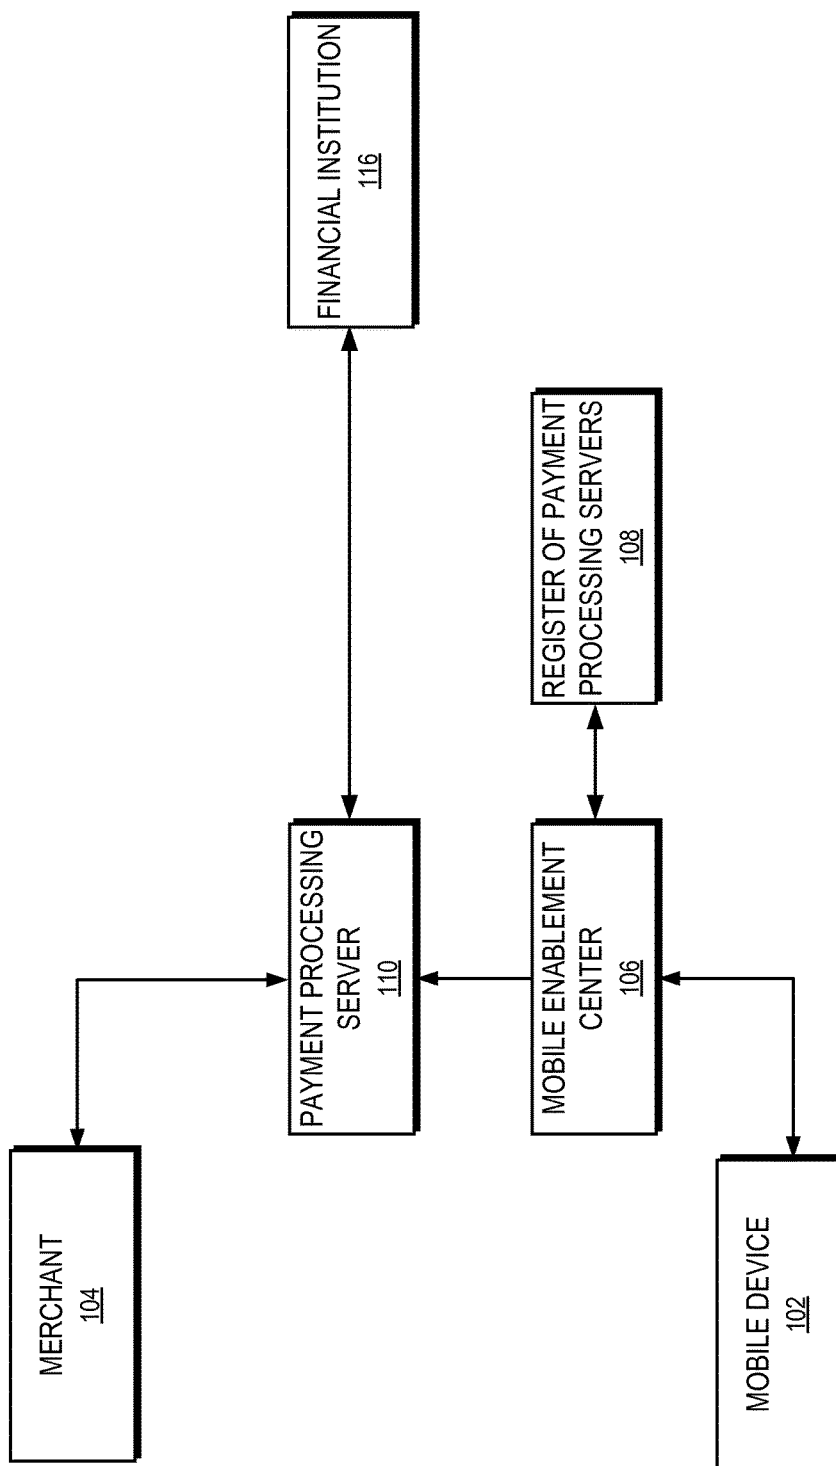 MERCHANT
104
PAYMENT PROCESSING
SERVER
110
FINANCIAL INSTITUTION
116
MOBILE ENABLEMENT
CENTER
106
REGISTER OF PAYMENT
PROCESSING SERVERS
108
MOBILE DEVICE
102